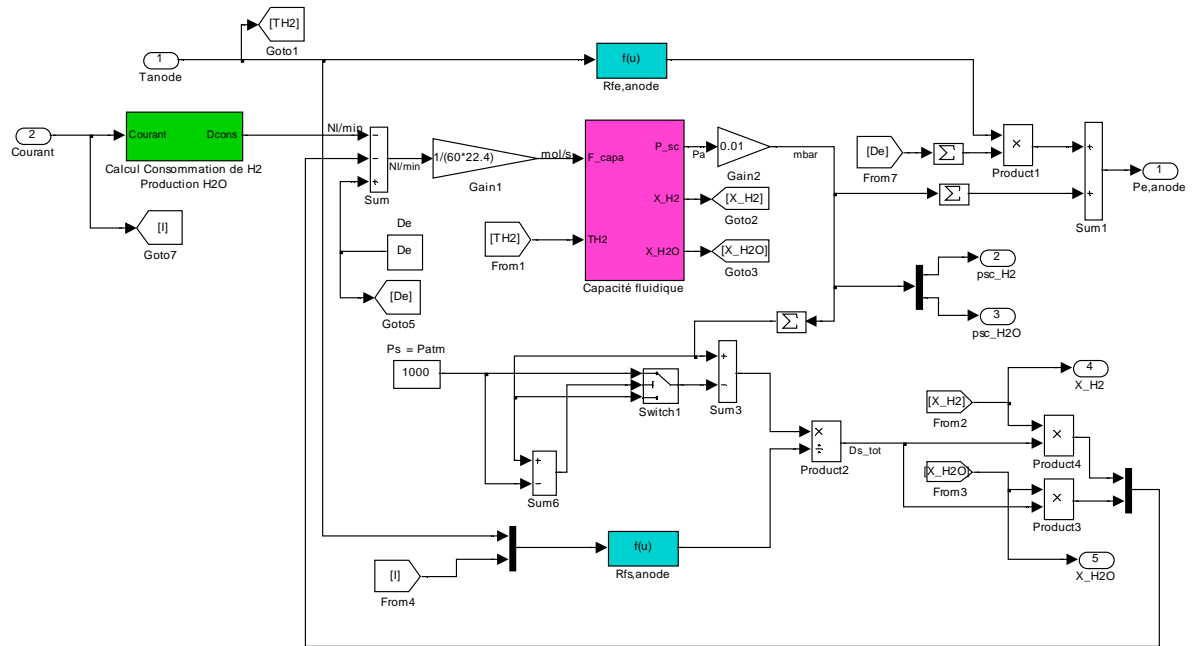 [TH2]
Goto1
1
Tanode
f(u)
Rfe,anode
2
Courant
Courant
Dcons
Calcul Consommation de H2
Production H2O
Nl/min
−
−
+
Sum
Nl/min
1/(60*22.4)
Gain1
mol/s
F_capa
TH2
P_sc
X_H2
X_H2O
Capacité fluidique
Pa
0.01
Gain2
mbar
[De]
From7
Σ
×
Product1
Σ
+
+
Sum1
1
Pe,anode
[I]
Goto7
De
De
[De]
Goto5
[TH2]
From1
[X_H2]
Goto2
[X_H2O]
Goto3
2
psc_H2
3
psc_H2O
Σ
Ps = Patm
1000
Switch1
+
−
Sum3
+
−
Sum6
×
÷
Product2
Ds_tot
[X_H2]
From2
4
X_H2
×
Product4
[X_H2O]
From3
×
Product3
5
X_H2O
[I]
From4
f(u)
Rfs,anode